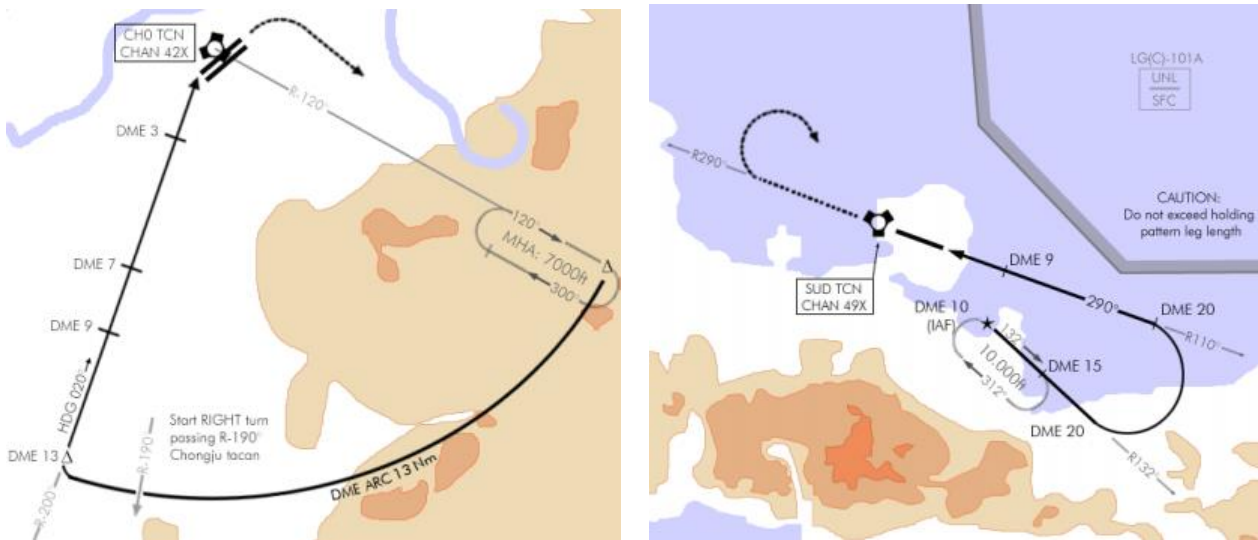 CH0 TCN
CHAN 42X
R-120°
DME 3
120°
MHA: 7000ft
300°
DME 7
DME 9
HDG 020°
Start RIGHT turn
passing R-190°
Chongju tacan
R-190
DME 13
R-200°
DME ARC 13 Nm
LG(C)-101A
UNL
SFC
R290°
CAUTION:
Do not exceed holding
pattern leg length
DME 9
SUD TCN
CHAN 49X
DME 10
(IAF)
290°
DME 20
R110°
132°
DME 15
10.000ft
312°
DME 20
R132°